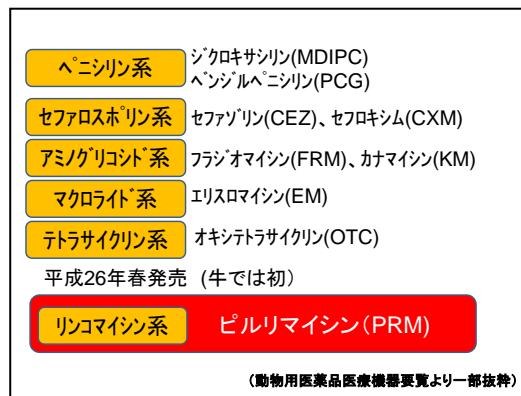 ﾍﾟﾆｼﾘﾝ系 ｼﾞｸﾛｷｻｼﾘﾝ(MDIPC)
ﾍﾞﾝｼﾞﾙﾍﾟﾆｼﾘﾝ(PCG)
ｾﾌｧﾛｽﾎﾟﾘﾝ系 ｾﾌｧｿﾞﾘﾝ(CEZ)、ｾﾌﾛｷｼﾑ(CXM)
ｱﾐﾉｸﾞﾘｺｼﾄﾞ系 ﾌﾗｼﾞｵﾏｲｼﾝ(FRM)、ｶﾅﾏｲｼﾝ(KM)
ﾏｸﾛﾗｲﾄﾞ系 ｴﾘｽﾛﾏｲｼﾝ(EM)
ﾃﾄﾗｻｲｸﾘﾝ系 ｵｷｼﾃﾄﾗｻｲｸﾘﾝ(OTC)
平成26年春発売 (牛では初）
ﾘﾝｺﾏｲｼﾝ系 ピルリマイシン（PRM)
(動物用医薬品医療機器要覧より一部抜粋）